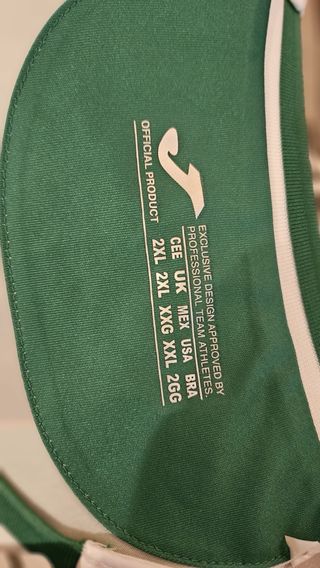 OFFICIAL PRODUCT
EXCLUSIVE DESIGN APPROVED BY
PROFESSIONAL TEAM ATHLETES.
CEE UK MEX USA BRA
2XL 2XL XXG XXL 2GG